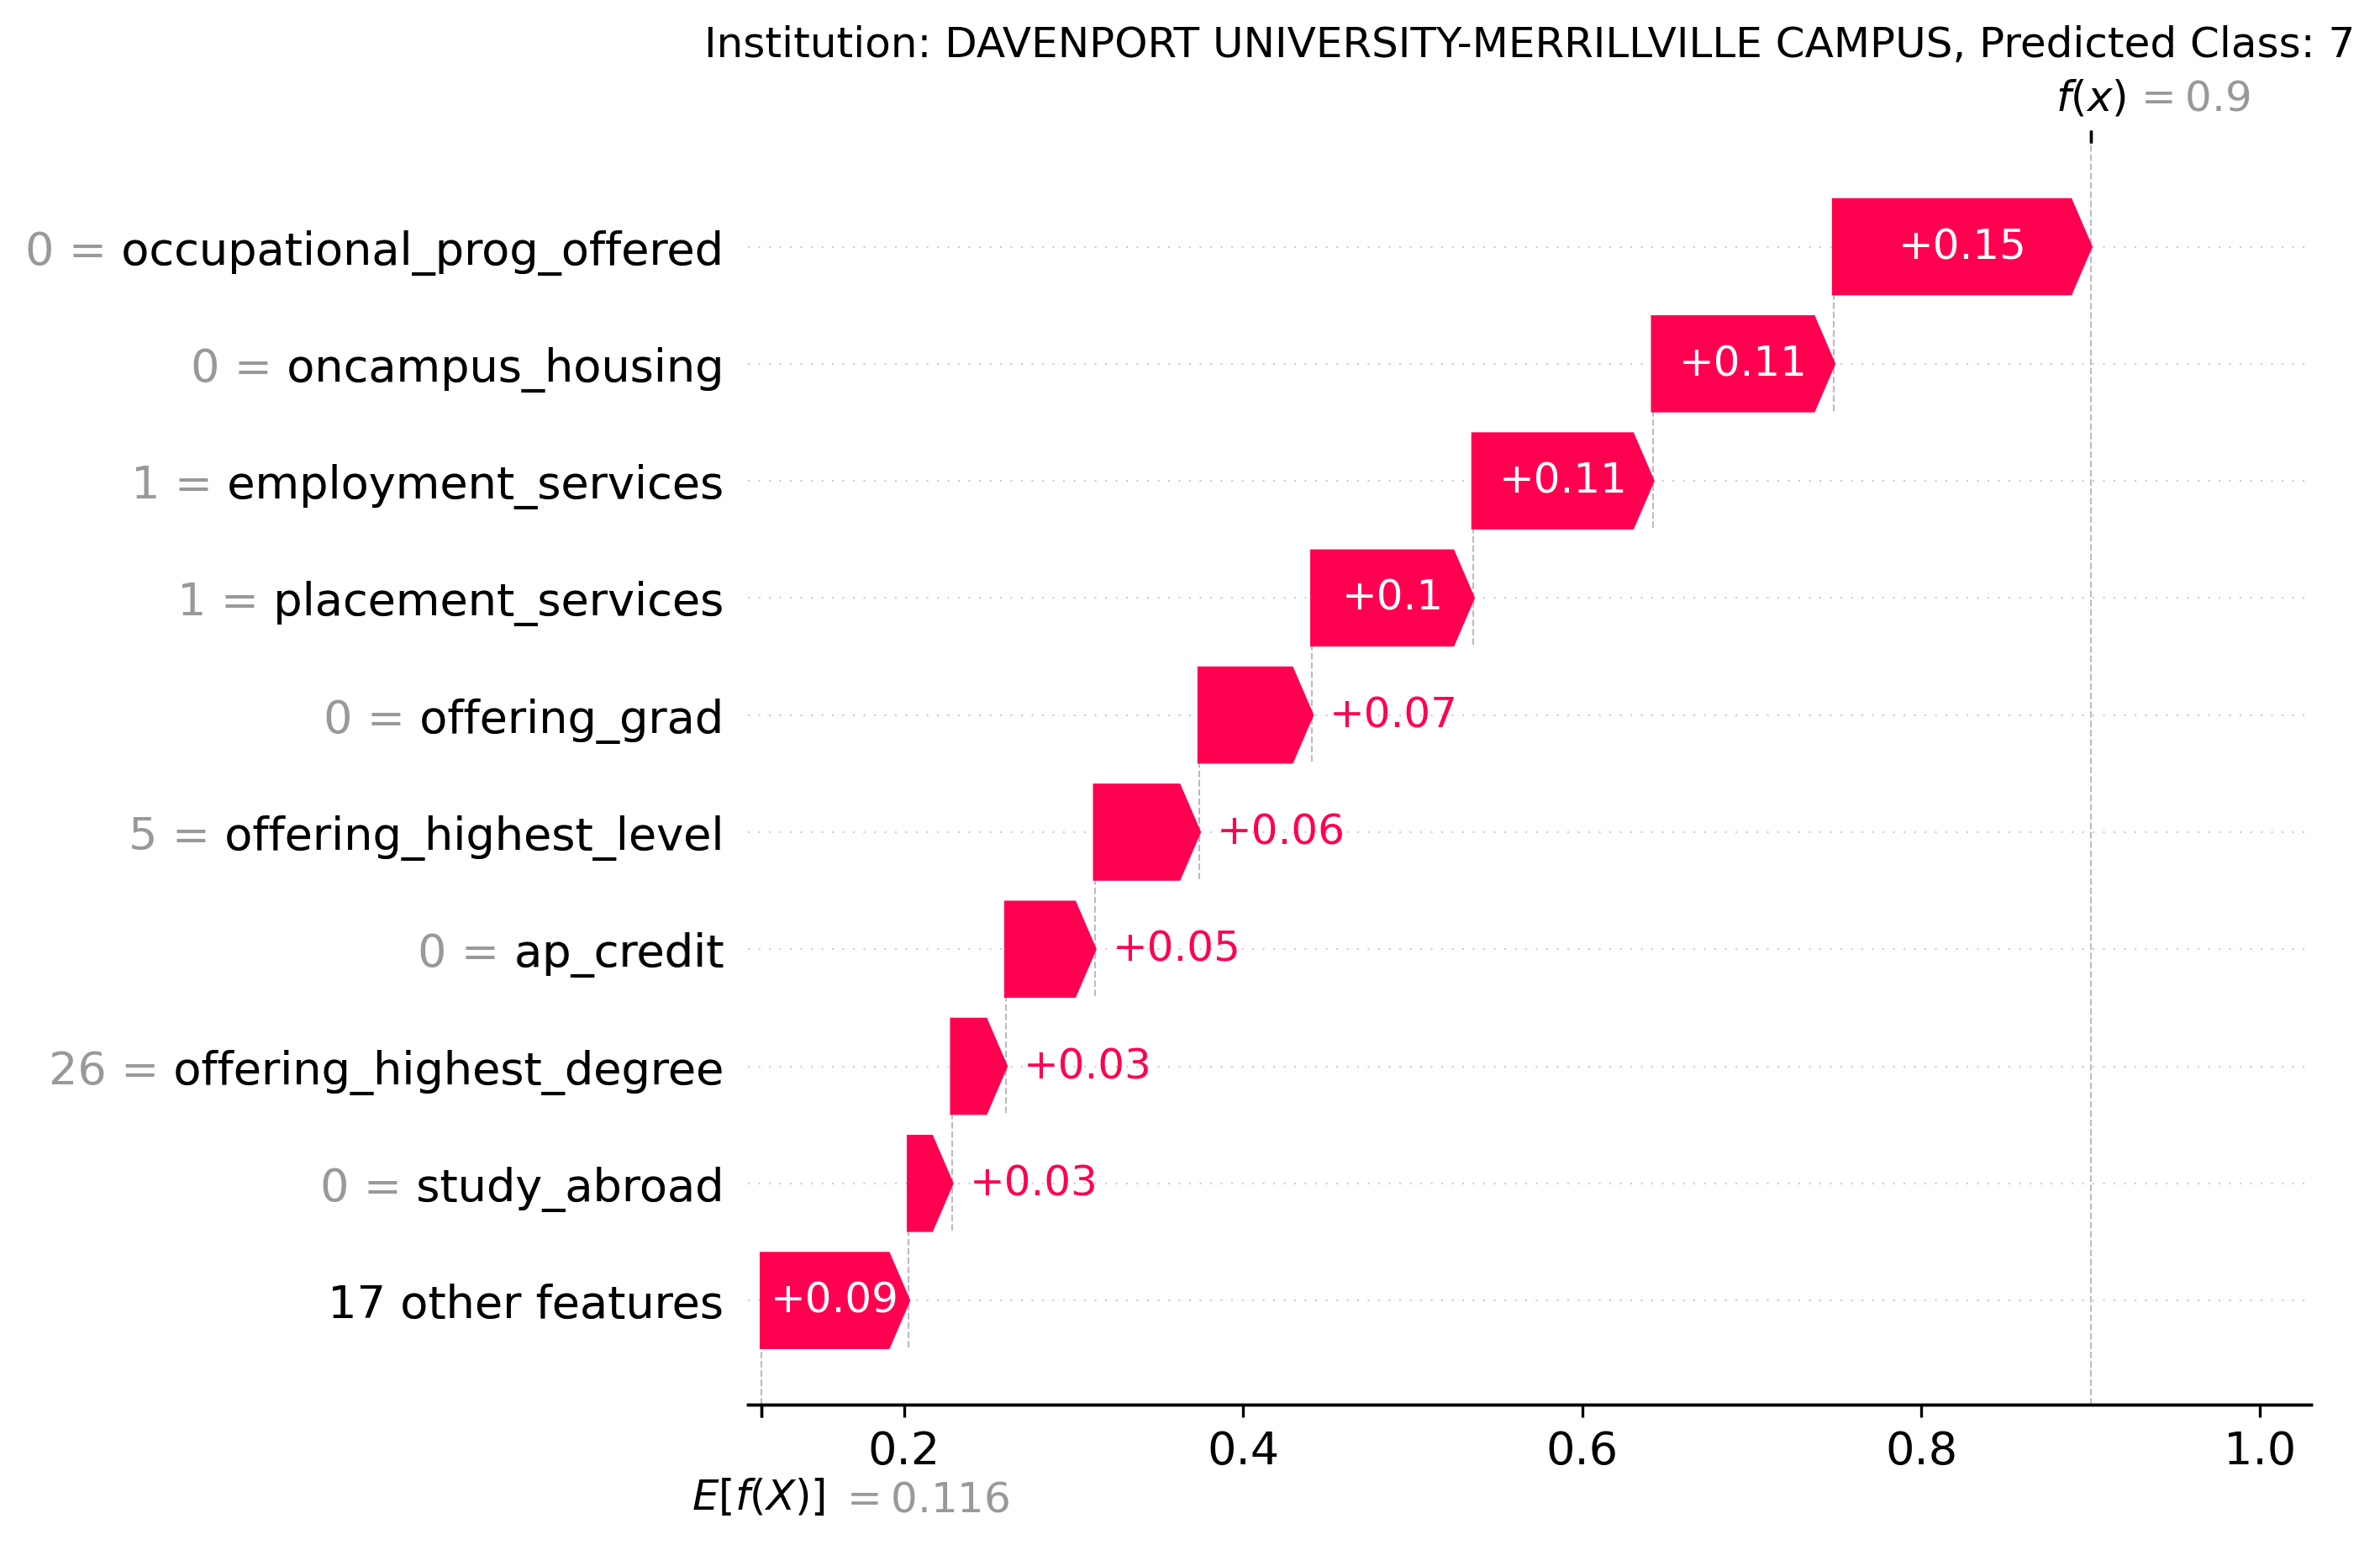 Institution: DAVENPORT UNIVERSITY-MERRILLVILLE CAMPUS, Predicted Class: 7
f(x) = 0.9
0 = occupational_prog_offered
+0.15
0 = oncampus_housing
+0.11
1 = employment_services
+0.11
1 = placement_services
+0.1
0 = offering_grad
+0.07
5 = offering_highest_level
+0.06
0 = ap_credit
+0.05
26 = offering_highest_degree
+0.03
0 = study_abroad
+0.03
17 other features
+0.09
0.2 0.4 0.6 0.8 1.0
E[f(X)] = 0.116